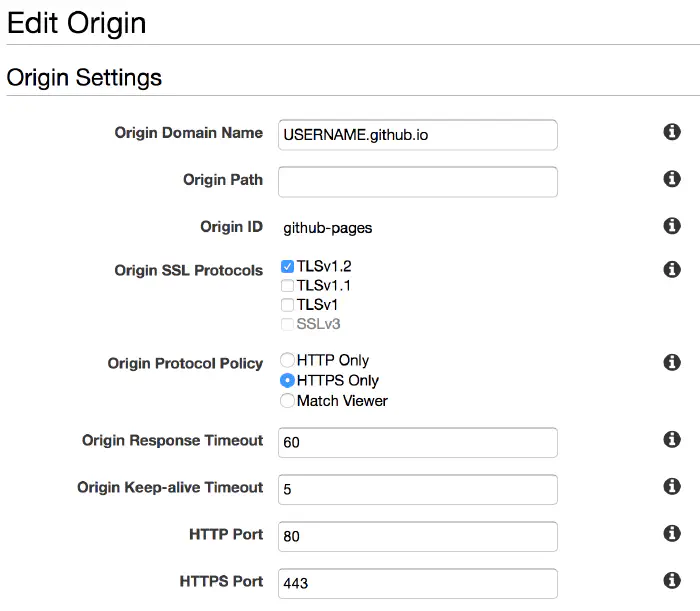 Edit Origin
Origin Settings
Origin Domain Name USERNAME.github.io
Origin Path
Origin ID github-pages
Origin SSL Protocols TLSv1.2
TLSv1.1
TLSv1
SSLv3
Origin Protocol Policy HTTP Only
HTTPS Only
Match Viewer
Origin Response Timeout 60
Origin Keep-alive Timeout 5
HTTP Port 80
HTTPS Port 443